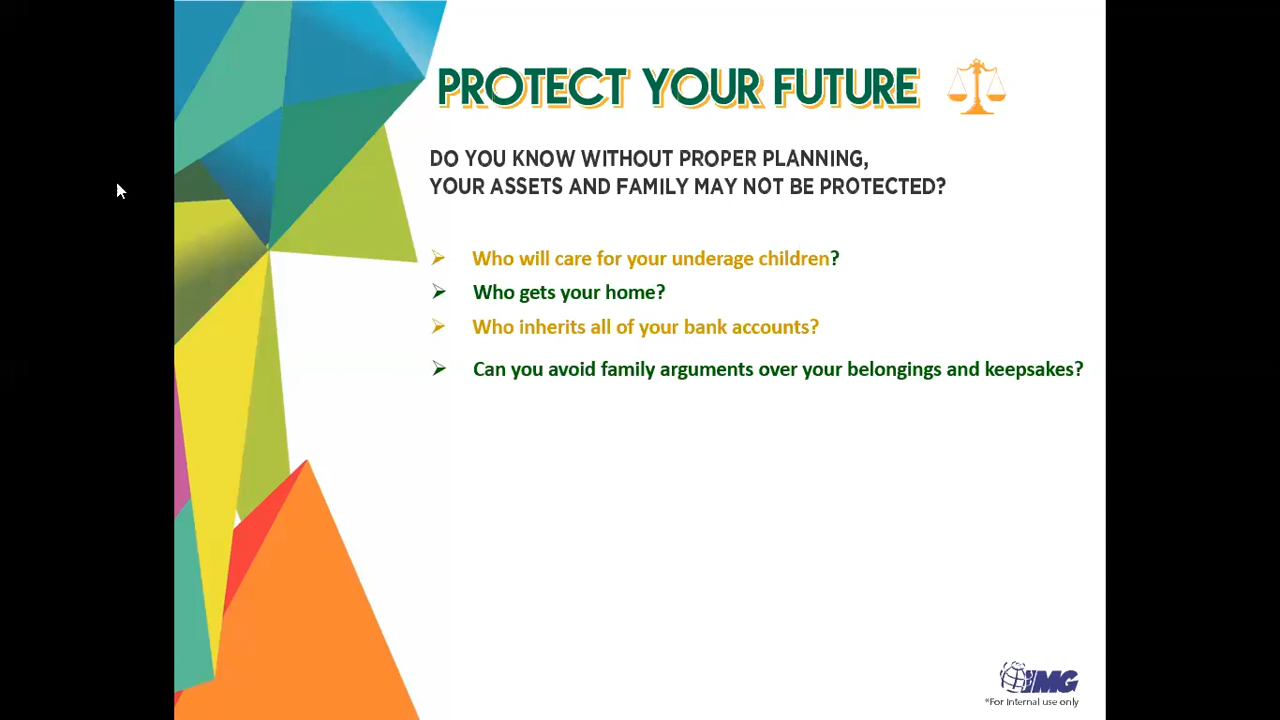 PROTECT YOUR FUTURE
DO YOU KNOW WITHOUT PROPER PLANNING,
YOUR ASSETS AND FAMILY MAY NOT BE PROTECTED?
Who will care for your underage children?
Who gets your home?
Who inherits all of your bank accounts?
Can you avoid family arguments over your belongings and keepsakes?
IMG
*For Internal use only